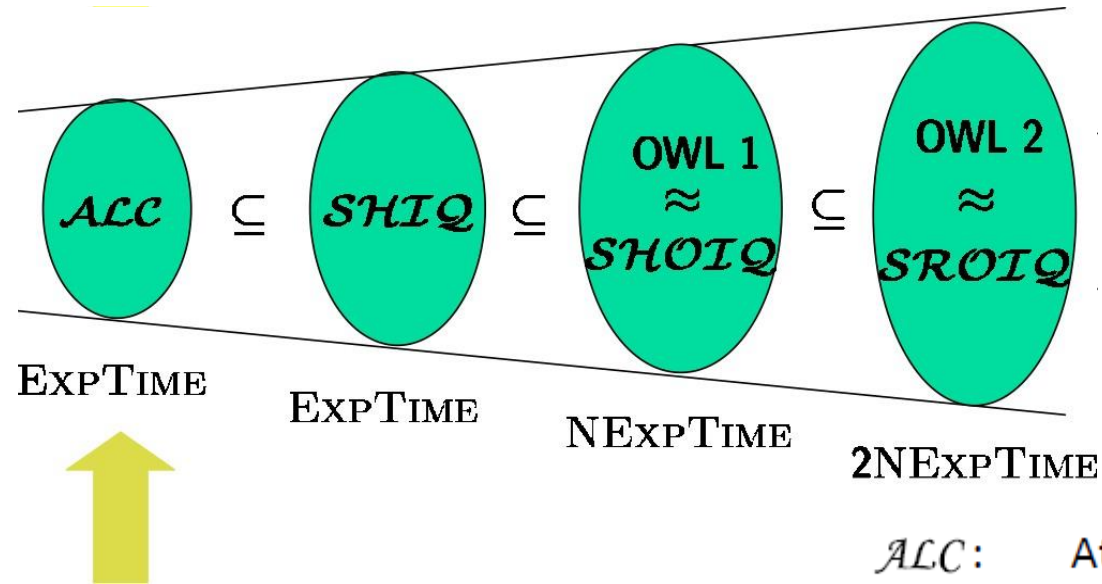 OWL 1
OWL 2
≈
≈
𝒜ℒ𝒞 ⊆ 𝒮ℋℐ𝒬 ⊆ 𝒮ℋ𝒪ℐ𝒬 ⊆ 𝒮ℛ𝒪ℐ𝒬
EXPTIME
EXPTIME
NEXPTIME
2NEXPTIME
𝒜ℒ𝒞: